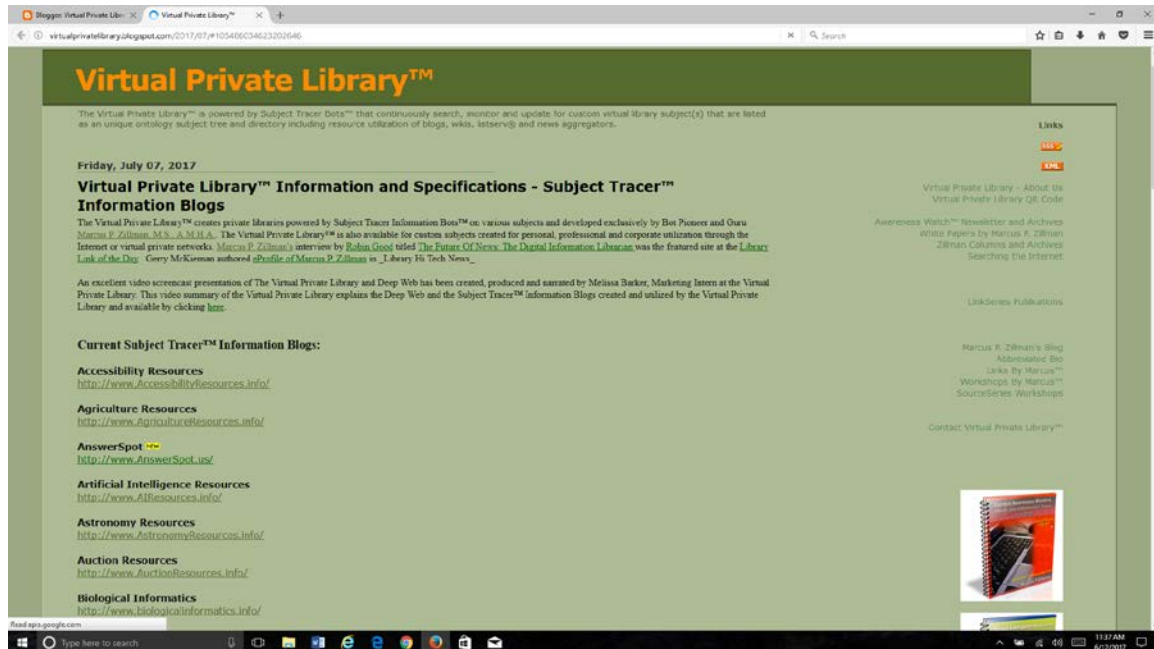 Blogger: Virtual Private Libr
Virtual Private Library™
virtualprivatelibrary.blogspot.com/2017/07/#105486034623202646
Search
Virtual Private Library™
The Virtual Private Library™ is powered by Subject Tracer Bots™ that continuously search, monitor and update for custom virtual library subject(s) that are listed
as an unique ontology subject tree and directory including resource utilization of blogs, wikis, listserv® and news aggregators.
Links
RSS
XML
Friday, July 07, 2017
Virtual Private Library™ Information and Specifications - Subject Tracer™
Information Blogs
The Virtual Private Library™ creates private libraries powered by Subject Tracer Information Bots™ on various subjects and developed exclusively by Bot Pioneer and Guru
Marcus P. Zillman, M.S., A.M.H.A.. The Virtual Private Library™ is also available for custom subjects created for personal, professional and corporate utilization through the
Internet or virtual private networks. Marcus P. Zillman's interview by Robin Good titled The Future Of News: The Digital Information Librarian was the fratured site at the Library
Link of the Day. Gerry McKiernan authored eProfile of Marcus P. Zillman in _Library Hi Tech News_
An excellent video screencast presentation of The Virtual Private Library and Deep Web has been created, produced and narrated by Melissa Barker, Marketing Intern at the Virtual
Private Library. This video summary of the Virtual Private Library explains the Deep Web and the Subject Tracer™ Information Blogs created and utilized by the Virtual Private
Library and available by clicking here.
Current Subject Tracer™ Information Blogs:
Accessibility Resources
http://www.AccessibilityResources.info/
Agriculture Resources
http://www.AgricultureResources.info/
AnswerSpot NEW
http://www.AnswerSpot.us/
Artificial Intelligence Resources
http://www.AIResources.info/
Astronomy Resources
http://www.AstronomyResources.info/
Auction Resources
http://www.AuctionResources.info/
Biological Informatics
http://www.biologicalinformatics.info/
Virtual Private Library - About Us
Virtual Private Library QR Code
Awareness Watch™ Newsletter and Archives
White Papers by Marcus P. Zillman
Zillman Columns and Archives
Searching the Internet
LinkSeries Publications
Marcus P. Zillman's Blog
Abbreviated Bio
Links By Marcus™
Workshops By Marcus™
SourceSeries Workshops
Contact Virtual Private Library™
Read apis.google.com
Type here to search
11:37 AM
6/12/2017